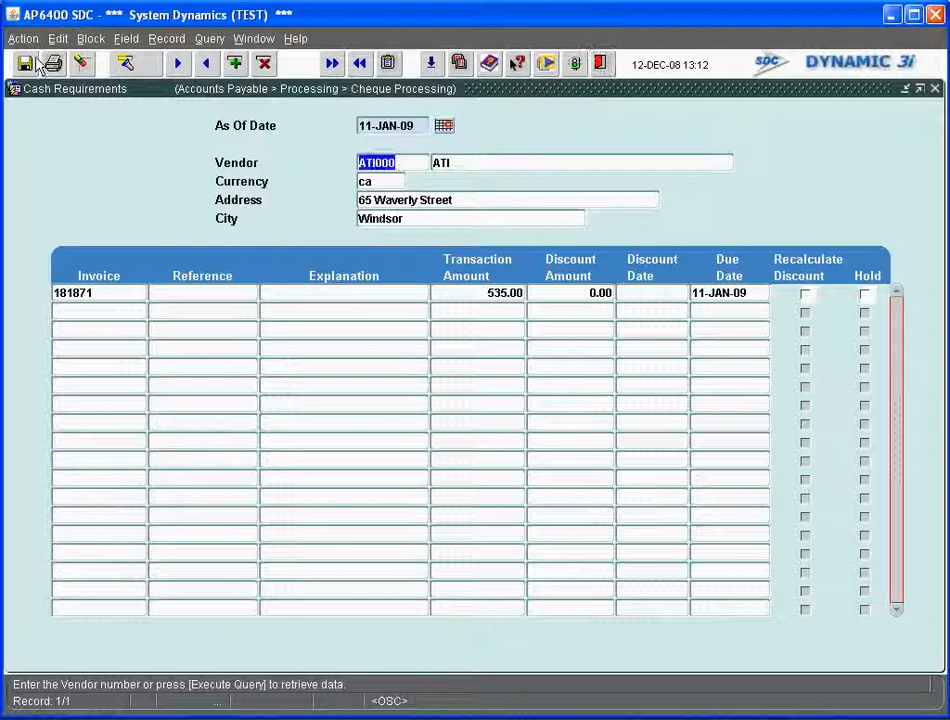 AP6400 SDC - *** System Dynamics (TEST) ***
Action Edit Block Field Record Query Window Help
12-DEC-08 13:12 SDC DYNAMIC 3i
Cash Requirements (Accounts Payable > Processing > Cheque Processing)
As Of Date 11-JAN-09
Vendor ATI000 ATI
Currency ca
Address 65 Waverly Street
City Windsor
Transaction Discount Discount Due Recalculate
Invoice Reference Explanation Amount Amount Date Date Discount Hold
181871 535.00 0.00 11-JAN-09
Enter the Vendor number or press [Execute Query] to retrieve data.
Record: 1/1 ... <OSC>